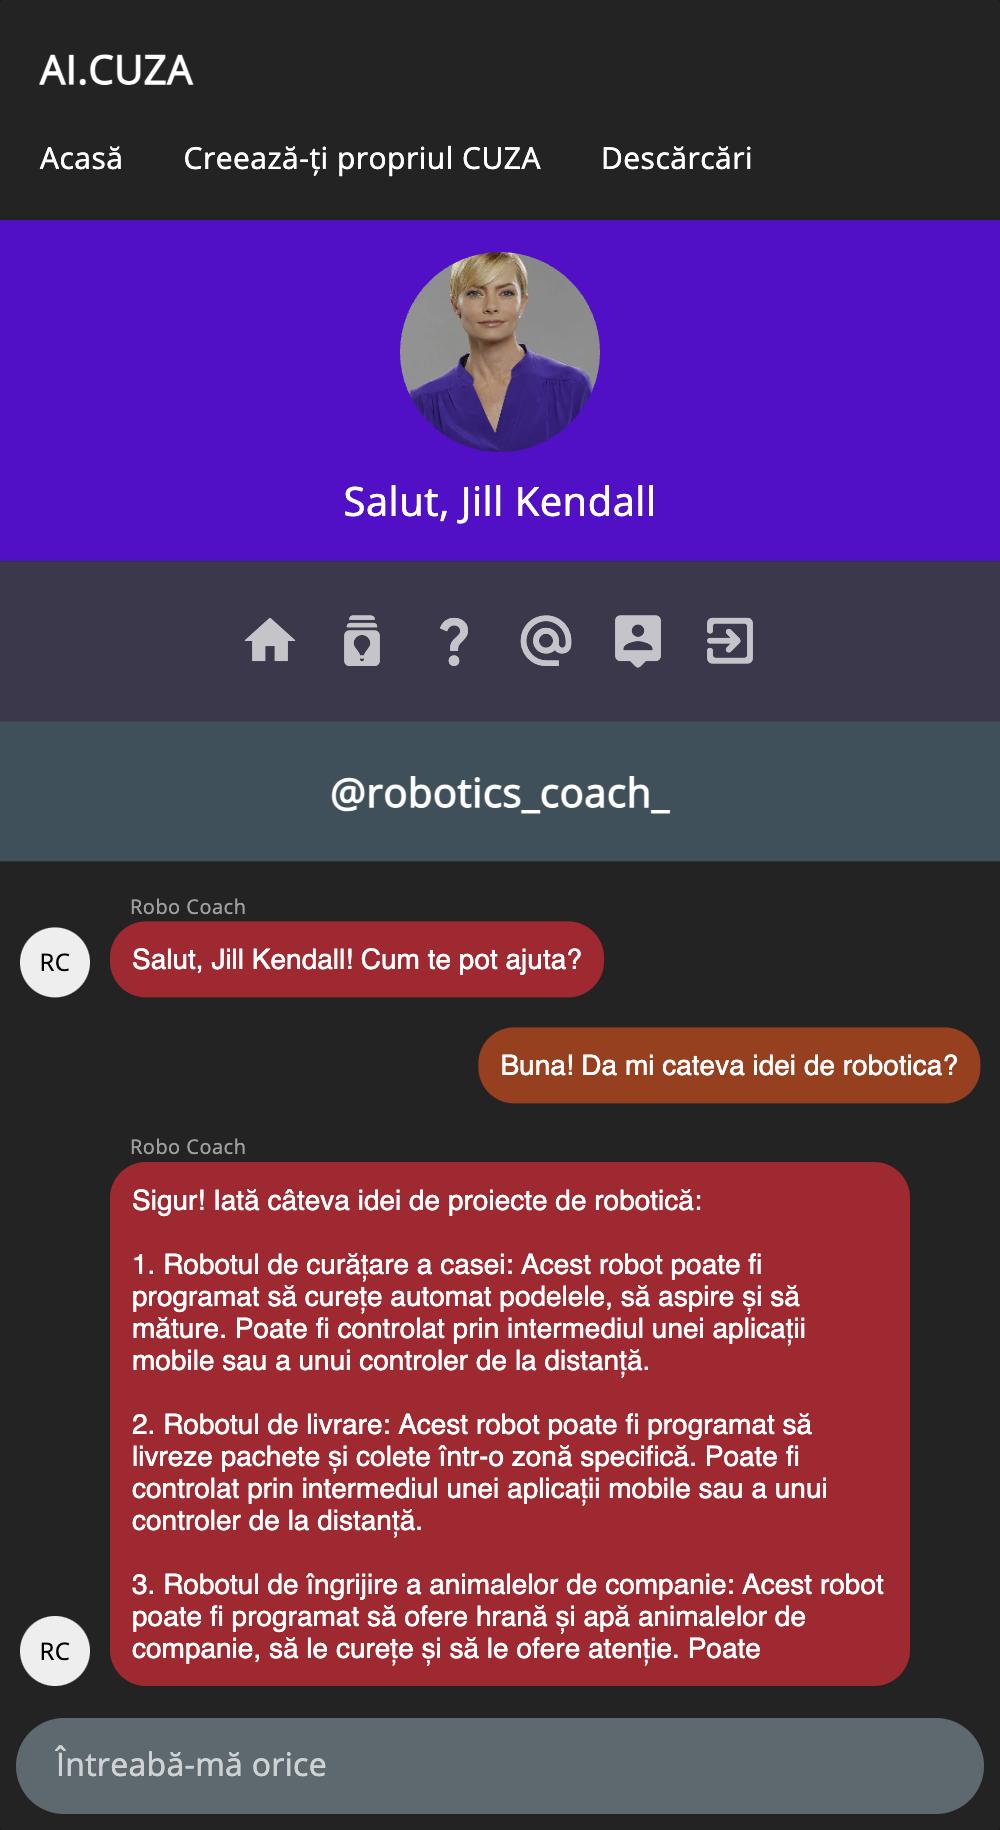 AI.CUZA
Acasă Creează-ți propriul CUZA Descărcări
Salut, Jill Kendall
@robotics_coach_
Robo Coach
RC
Salut, Jill Kendall! Cum te pot ajuta?
Buna! Da mi cateva idei de robotica?
Robo Coach
Sigur! Iată câteva idei de proiecte de robotică:
1. Robotul de curățare a casei: Acest robot poate fi
programat să curețe automat podelele, să aspire și să
măture. Poate fi controlat prin intermediul unei aplicații
mobile sau a unui controler de la distanță.
2. Robotul de livrare: Acest robot poate fi programat să
livreze pachete și colete într-o zonă specifică. Poate fi
controlat prin intermediul unei aplicații mobile sau a unui
controler de la distanță.
3. Robotul de îngrijire a animalelor de companie: Acest robot
poate fi programat să ofere hrană și apă animalelor de
companie, să le curețe și să le ofere atenție. Poate
RC
Întreabă-mă orice